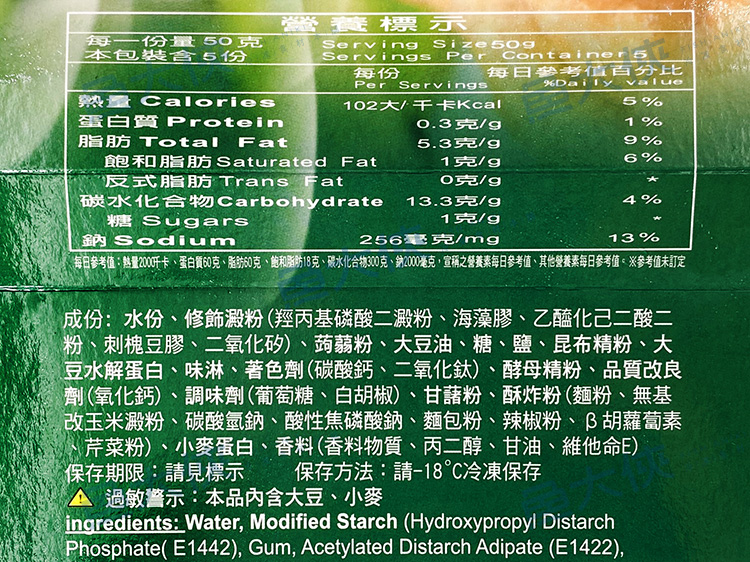 營養標示
每一份量 50 克 Serving Size50g
本包裝含 5份 Servings Per Container5
每份 每日參考值百分比
Per Servings %Daily value
熱量 Calories 102大/千卡Kcal 5%
蛋白質 Protein 0.3克/g 1%
脂肪 Total Fat 5.3克/g 9%
飽和脂肪 Saturated Fat 1克/g 6%
反式脂肪 Trans Fat 0克/g *
碳水化合物 Carbohydrate 13.3克/g 4%
糖 Sugars 1克/g *
鈉 Sodium 256毫克/mg 13%
每日參考值：熱量2000仟卡、蛋白質60克、脂肪60克、飽和脂肪18克、碳水化合物300克、鈉2000毫克，宣稱之營養素每日參考值、其他營養素每日參考值。※參考值未訂定
成份: 水份、修飾澱粉(羥丙基磷酸二澱粉、海藻膠、乙醯化己二酸二
粉、刺槐豆膠、二氧化矽)、蒟蒻粉、大豆油、糖、鹽、昆布精粉、大
豆水解蛋白、味淋、著色劑(碳酸鈣、二氧化鈦)、酵母精粉、品質改良
劑(氧化鈣)、調味劑(葡萄糖、白胡椒)、甘藷粉、酥炸粉(麵粉、無基
改玉米澱粉、碳酸氫鈉、酸性焦磷酸鈉、麵包粉、辣椒粉、β胡蘿蔔素
、芹菜粉)、小麥蛋白、香料(香料物質、丙二醇、甘油、維他命E)
保存期限：請見標示 保存方法：請-18°C冷凍保存
過敏警示：本品內含大豆、小麥
ingredients: Water, Modified Starch (Hydroxypropyl Distarch
Phosphate( E1442), Gum, Acetylated Distarch Adipate (E1422),